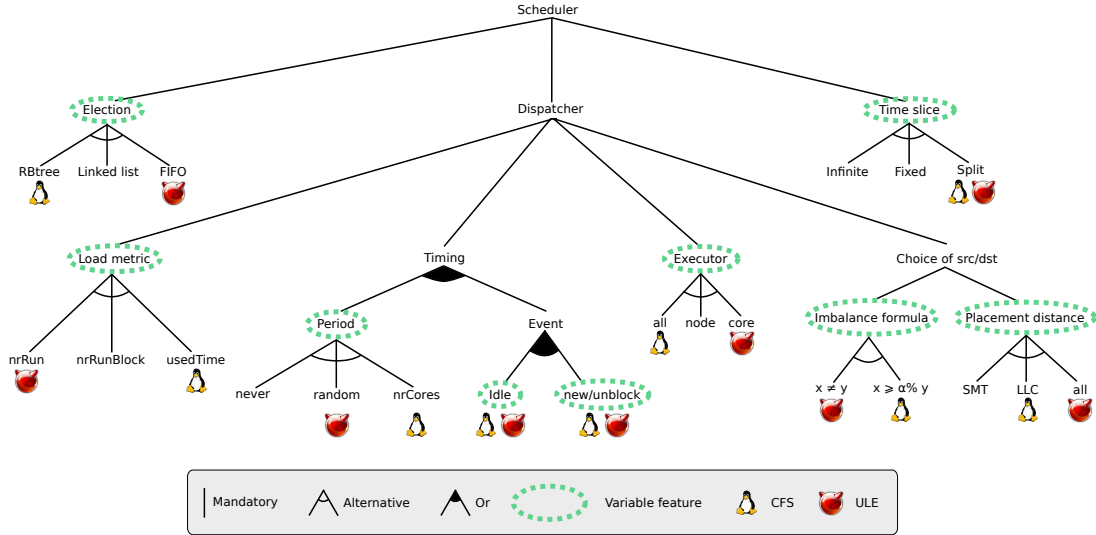 Scheduler
Election
Dispatcher
Time slice
RBtree
Linked list
FIFO
Infinite
Fixed
Split
Load metric
Timing
Executor
Choice of src/dst
Period
Event
all
node
core
Imbalance formula
Placement distance
nrRun
nrRunBlock
usedTime
never
random
nrCores
Idle
new/unblock
x ≠ y
x ⩾ α% y
SMT
LLC
all
Mandatory
Alternative
Or
Variable feature
CFS
ULE